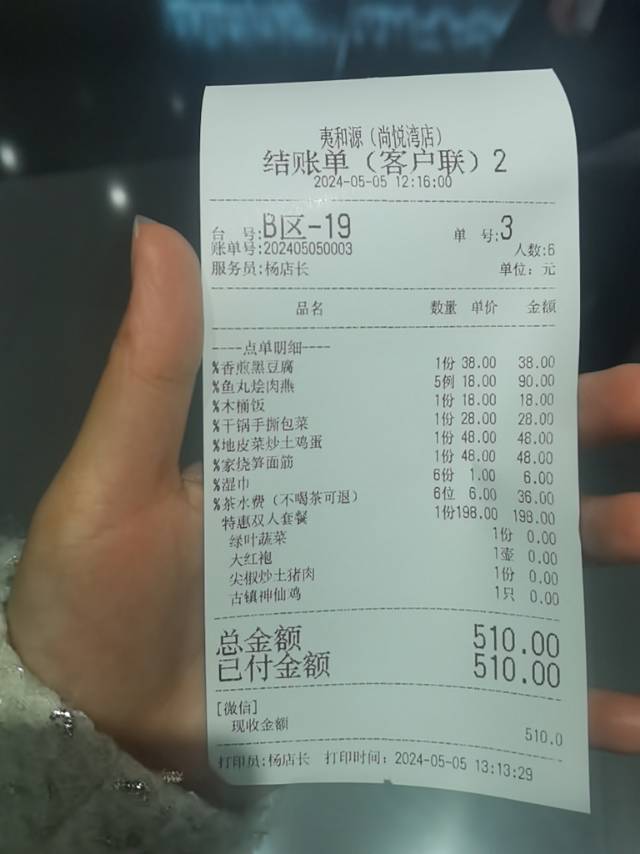 夷和源（尚悦湾店）
结账单（客户联）2
2024-05-05 12:16:00
台 号:B区-19 单 号:3
账单号:202405050003 人数:6
服务员:杨店长 单位: 元
品名 数量 单价 金额
----点单明细----
%香煎黑豆腐 1份 38.00 38.00
%鱼丸烩肉燕 5例 18.00 90.00
%木桶饭 1份 18.00 18.00
%干锅手撕包菜 1份 28.00 28.00
%地皮菜炒土鸡蛋 1份 48.00 48.00
%家烧笋面筋 1份 48.00 48.00
%湿巾 6份 1.00 6.00
%茶水费（不喝茶可退） 6位 6.00 36.00
特惠双人套餐 1份198.00 198.00
绿叶蔬菜 1份 0.00
大红袍 1壶 0.00
尖椒炒土猪肉 1份 0.00
古镇神仙鸡 1只 0.00
总金额 510.00
已付金额 510.00
[微信]
现收金额 510.0
打印员:杨店长 打印时间: 2024-05-05 13:13:29